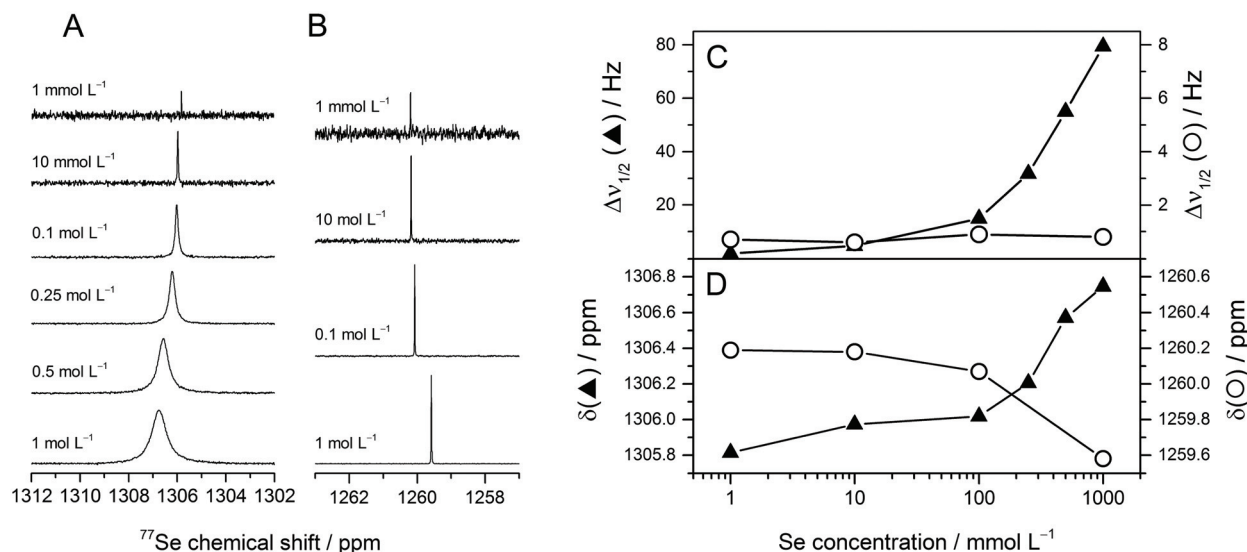 A
1 mmol L⁻¹
10 mmol L⁻¹
0.1 mol L⁻¹
0.25 mol L⁻¹
0.5 mol L⁻¹
1 mol L⁻¹
1312 1310 1308 1306 1304 1302
B
1 mmol L⁻¹
10 mol L⁻¹
0.1 mol L⁻¹
1 mol L⁻¹
1262 1260 1258
⁷⁷Se chemical shift / ppm
C
80
60
40
20
Δν1/2 (▲) / Hz
8
6
4
2
Δν1/2 (○) / Hz
D
1306.8
1306.6
1306.4
1306.2
1306.0
1305.8
δ(▲) / ppm
1260.6
1260.4
1260.2
1260.0
1259.8
1259.6
δ(○) / ppm
1 10 100 1000
Se concentration / mmol L⁻¹